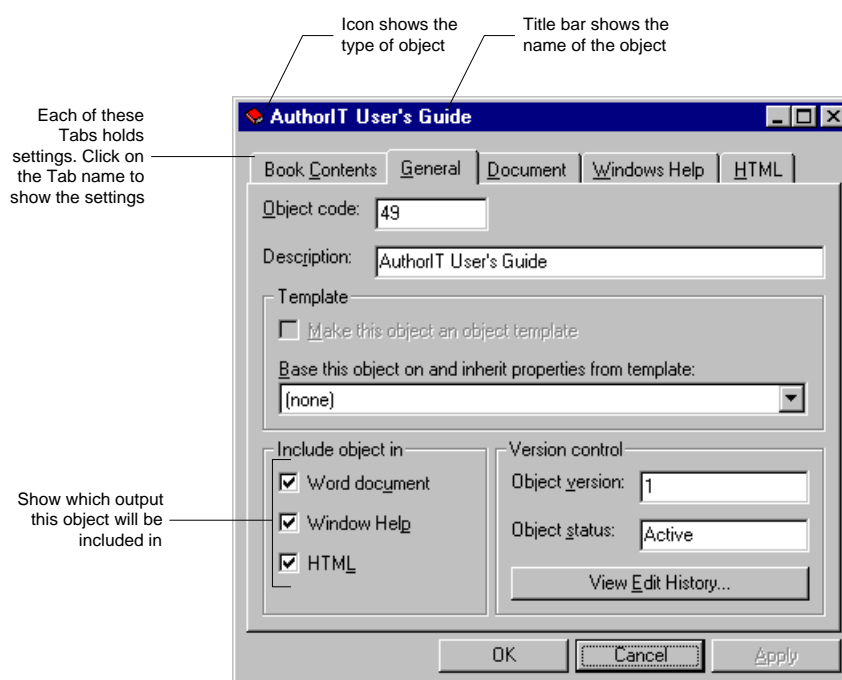 Icon shows the
type of object
Title bar shows the
name of the object
Each of these
Tabs holds
settings. Click on
the Tab name to
show the settings
AuthorIT User's Guide
Book Contents General Document Windows Help HTML
Object code: 49
Description: AuthorIT User's Guide
Template
Make this object an object template
Base this object on and inherit properties from template:
(none)
Include object in
Word document
Window Help
HTML
Show which output
this object will be
included in
Version control
Object version: 1
Object status: Active
View Edit History...
OK Cancel Apply